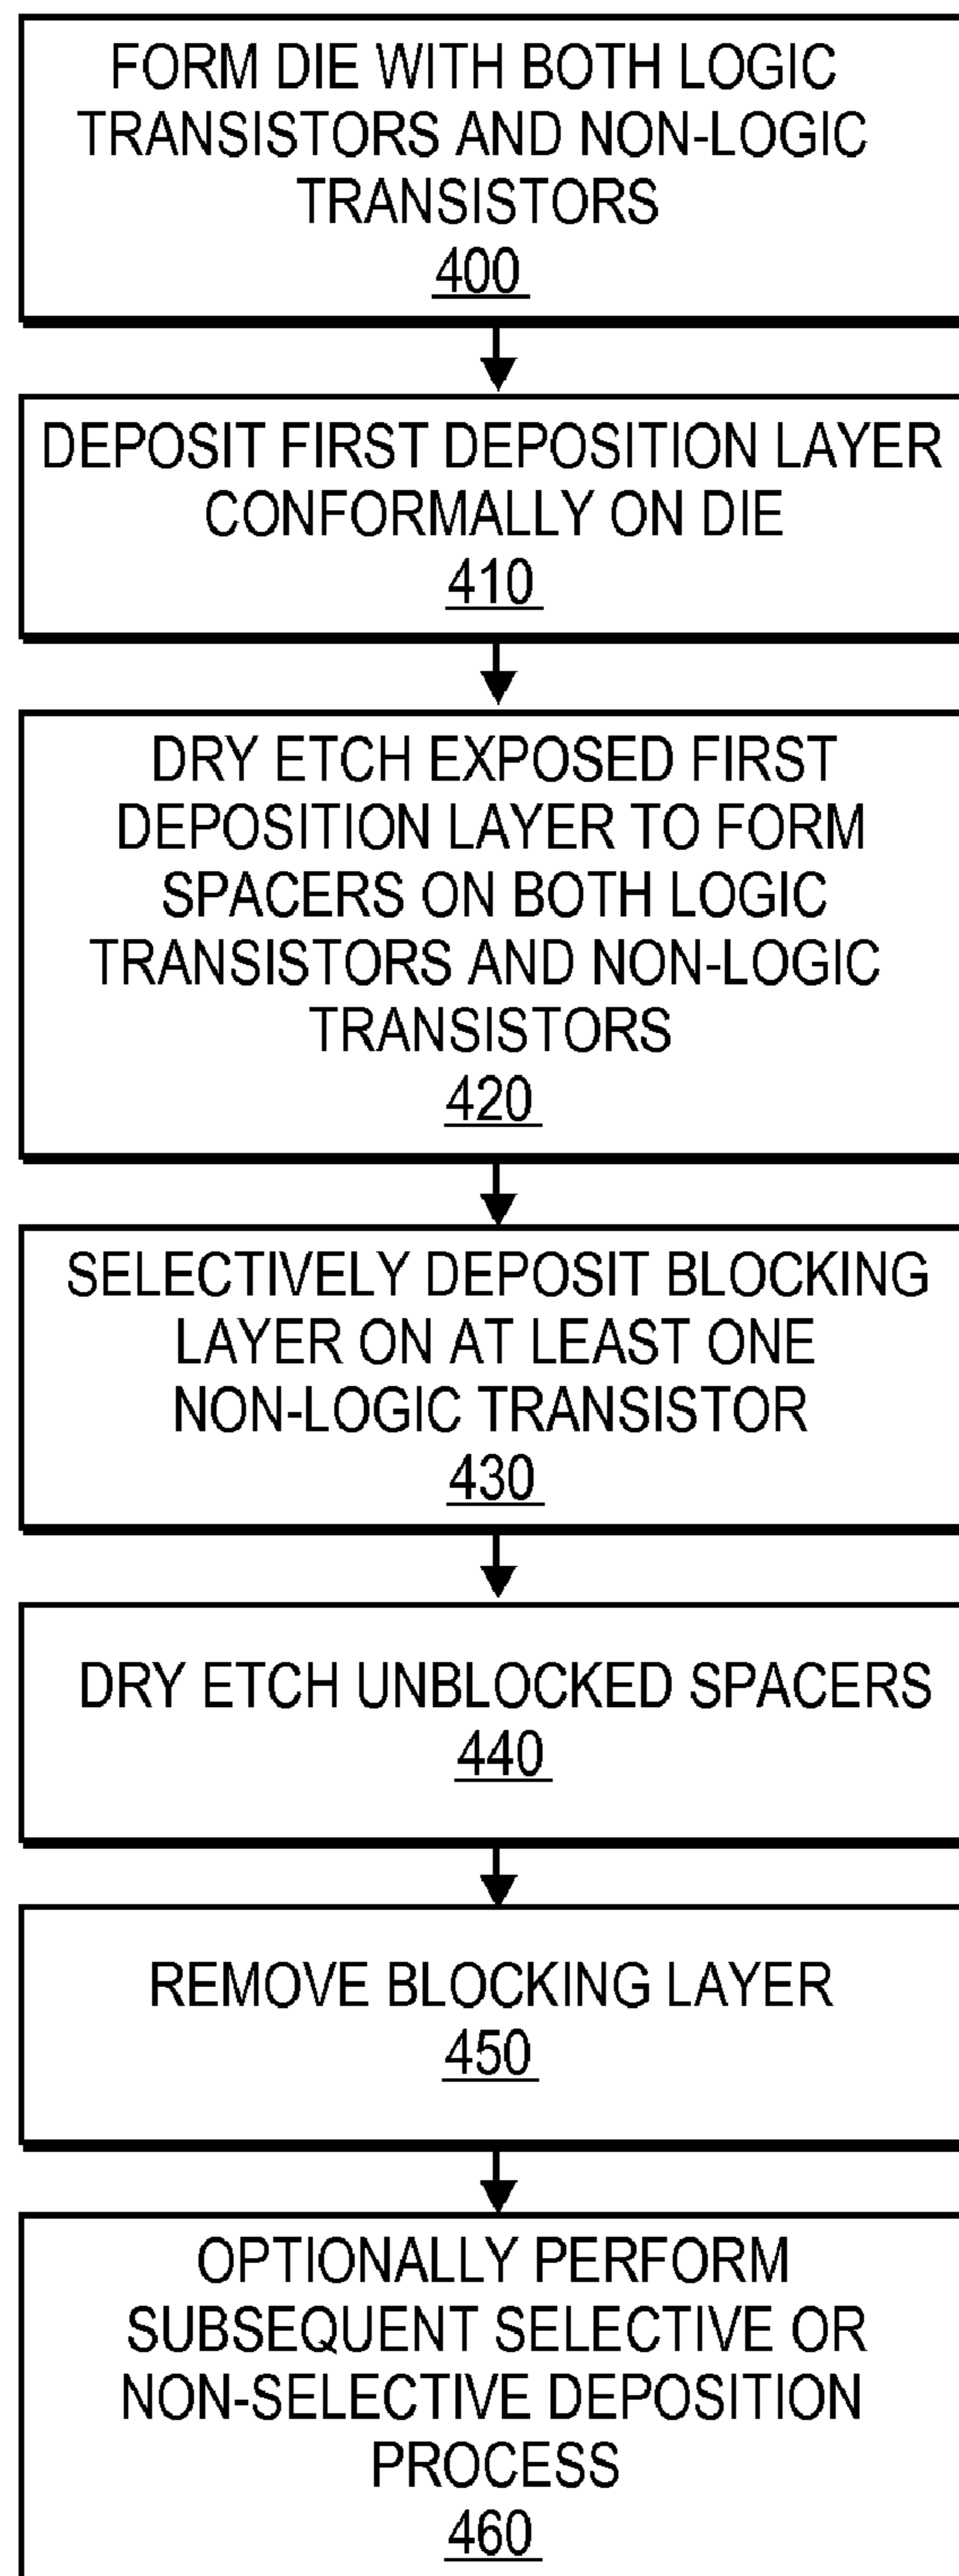 FORM DIE WITH BOTH LOGIC
TRANSISTORS AND NON-LOGIC
TRANSISTORS
400
DEPOSIT FIRST DEPOSITION LAYER
CONFORMALLY ON DIE
410
DRY ETCH EXPOSED FIRST
DEPOSITION LAYER TO FORM
SPACERS ON BOTH LOGIC
TRANSISTORS AND NON-LOGIC
TRANSISTORS
420
SELECTIVELY DEPOSIT BLOCKING
LAYER ON AT LEAST ONE
NON-LOGIC TRANSISTOR
430
DRY ETCH UNBLOCKED SPACERS
440
REMOVE BLOCKING LAYER
450
OPTIONALLY PERFORM
SUBSEQUENT SELECTIVE OR
NON-SELECTIVE DEPOSITION
PROCESS
460